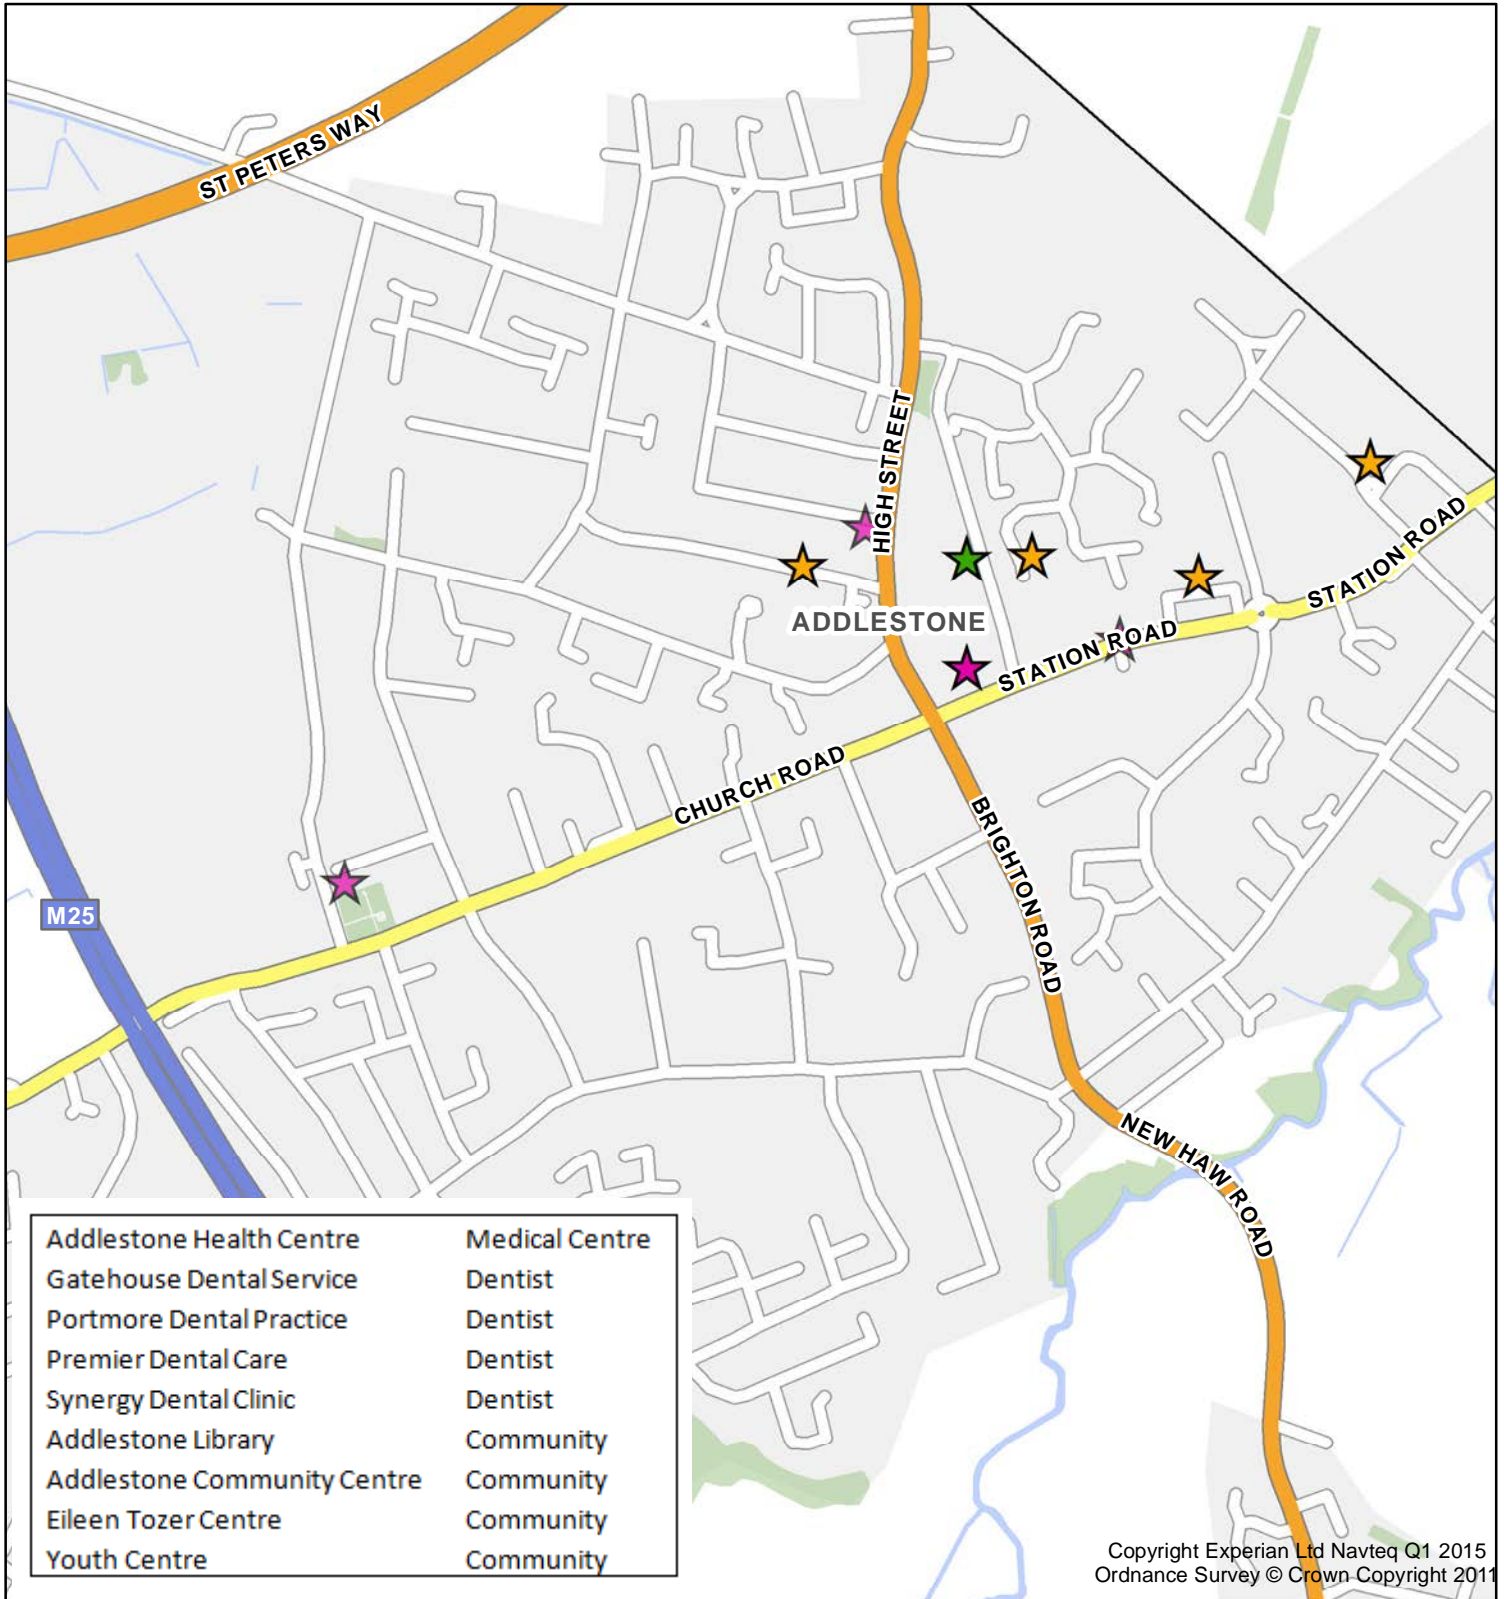 ST PETERS WAY
HIGH STREET
STATION ROAD
ADDLESTONE
STATION ROAD
CHURCH ROAD
BRIGHTON ROAD
M25
NEW HAW ROAD
Addlestone Health Centre Medical Centre
Gatehouse Dental Service Dentist
Portmore Dental Practice Dentist
Premier Dental Care Dentist
Synergy Dental Clinic Dentist
Addlestone Library Community
Addlestone Community Centre Community
Eileen Tozer Centre Community
Youth Centre Community
Copyright Experian Ltd Navteq Q1 2015
Ordnance Survey © Crown Copyright 2011